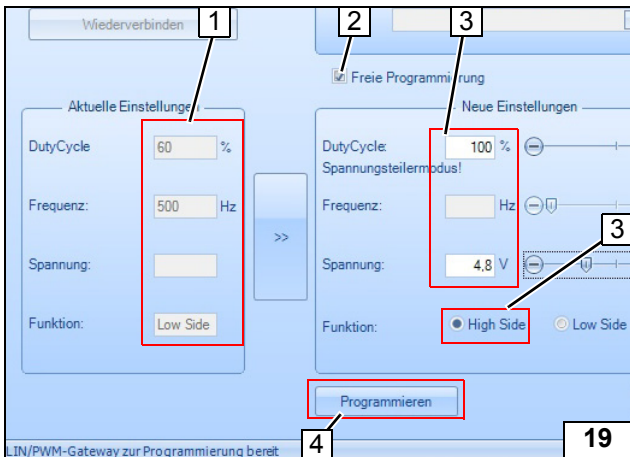 Wiederverbinden
1
2
3
Freie Programmierung
Aktuelle Einstellungen
DutyCycle
60 %
Frequenz:
500 Hz
Spannung:
Funktion:
Low Side
>>
Neue Einstellungen
DutyCycle:
100 %
Spannungsteilermodus!
Frequenz:
Hz
3
Spannung:
4,8 V
Funktion:
High Side
Low Side
Programmieren
4
19
LIN/PWM-Gateway zur Programmierung bereit